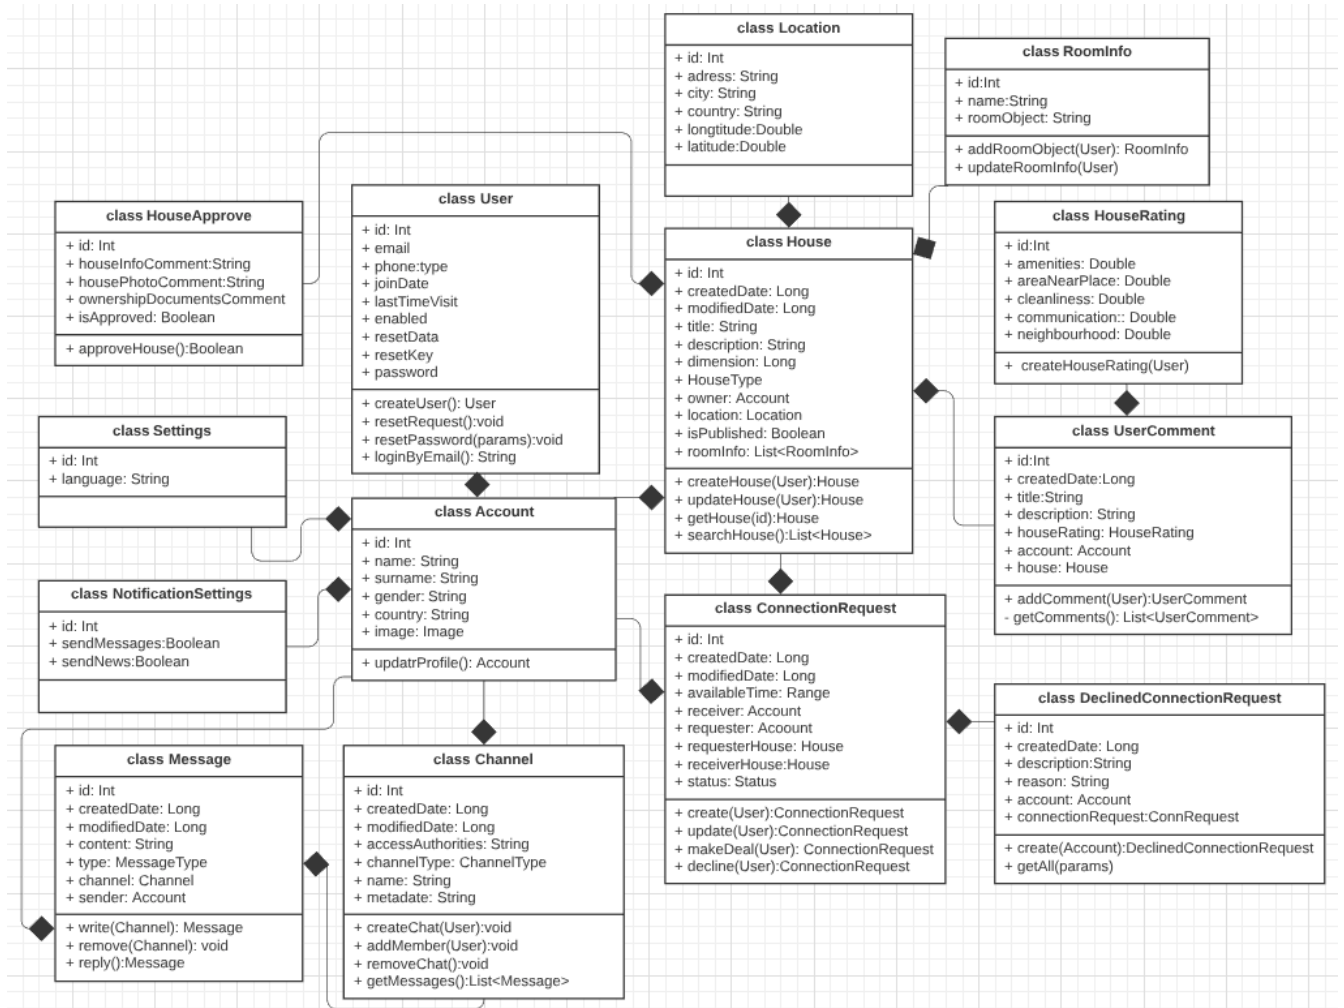 class Location
+ id: Int
+ adress: String
+ city: String
+ country: String
+ longtitude:Double
+ latitude:Double
class RoomInfo
+ id:Int
+ name:String
+ roomObject: String
+ addRoomObject(User): RoomInfo
+ updateRoomInfo(User)
class HouseApprove
+ id: Int
+ houseInfoComment:String
+ housePhotoComment:String
+ ownershipDocumentsComment
+ isApproved: Boolean
+ approveHouse():Boolean
class User
+ id: Int
+ email
+ phone:type
+ joinDate
+ lastTimeVisit
+ enabled
+ resetData
+ resetKey
+ password
+ createUser(): User
+ resetRequest():void
+ resetPassword(params):void
+ loginByEmail(): String
class House
+ id: Int
+ createdDate: Long
+ modifiedDate: Long
+ title: String
+ description: String
+ dimension: Long
+ HouseType
+ owner: Account
+ location: Location
+ isPublished: Boolean
+ roomInfo: List<RoomInfo>
+ createHouse(User):House
+ updateHouse(User):House
+ getHouse(id):House
+ searchHouse():List<House>
class HouseRating
+ id:Int
+ amenities: Double
+ areaNearPlace: Double
+ cleanliness: Double
+ communication:: Double
+ neighbourhood: Double
+ createHouseRating(User)
class Settings
+ id: Int
+ language: String
class Account
+ id: Int
+ name: String
+ surname: String
+ gender: String
+ country: String
+ image: Image
+ updatrProfile(): Account
class UserComment
+ id:Int
+ createdDate:Long
+ title:String
+ description: String
+ houseRating: HouseRating
+ account: Account
+ house: House
+ addComment(User):UserComment
- getComments(): List<UserComment>
class NotificationSettings
+ id: Int
+ sendMessages:Boolean
+ sendNews:Boolean
class ConnectionRequest
+ id: Int
+ createdDate: Long
+ modifiedDate: Long
+ availableTime: Range
+ receiver: Account
+ requester: Account
+ requesterHouse: House
+ receiverHouse:House
+ status: Status
+ create(User):ConnectionRequest
+ update(User):ConnectionRequest
+ makeDeal(User): ConnectionRequest
+ decline(User):ConnectionRequest
class DeclinedConnectionRequest
+ id: Int
+ createdDate: Long
+ description:String
+ reason: String
+ account: Account
+ connectionRequest:ConnRequest
+ create(Account):DeclinedConnectionRequest
+ getAll(params)
class Message
+ id: Int
+ createdDate: Long
+ modifiedDate: Long
+ content: String
+ type: MessageType
+ channel: Channel
+ sender: Account
+ write(Channel): Message
+ remove(Channel): void
+ reply():Message
class Channel
+ id: Int
+ createdDate: Long
+ modifiedDate: Long
+ accessAuthorities: String
+ channelType: ChannelType
+ name: String
+ metadate: String
+ createChat(User):void
+ addMember(User):void
+ removeChat():void
+ getMessages():List<Message>